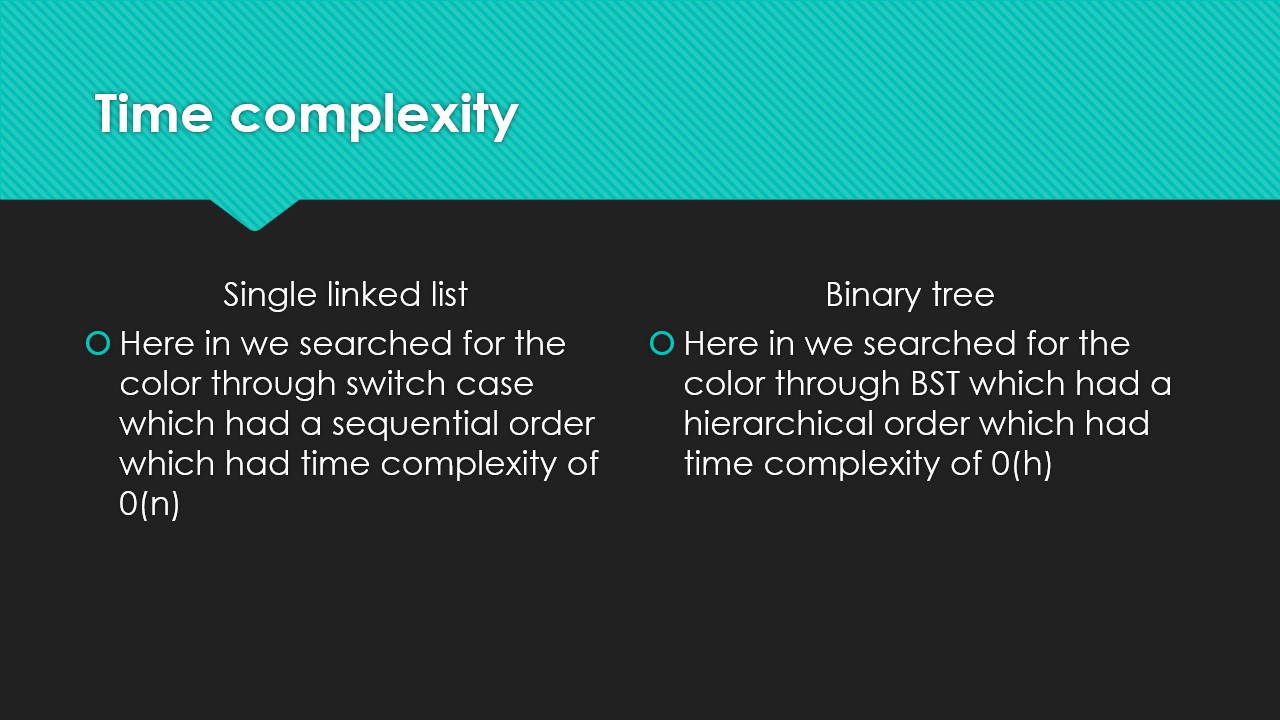 Time complexity
Single linked list
Here in we searched for the
color through switch case
which had a sequential order
which had time complexity of
0(n)
Binary tree
Here in we searched for the
color through BST which had a
hierarchical order which had
time complexity of 0(h)